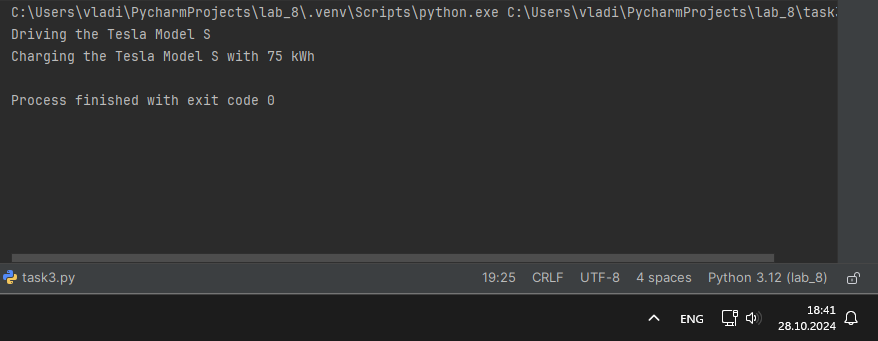 C:\Users\vladi\PycharmProjects\lab_8\.venv\Scripts\python.exe C:\Users\vladi\PycharmProjects\lab_8\task3
Driving the Tesla Model S
Charging the Tesla Model S with 75 kWh
Process finished with exit code 0
task3.py 19:25 CRLF UTF-8 4 spaces Python 3.12 (lab_8)
ENG 18:41
28.10.2024